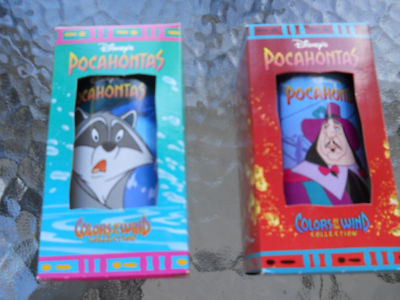 Disney's
POCAHONTAS
POCAHONTAS
COLORS OF THE WIND
COLLECTION
Disney's
POCAHONTAS
POCAHONTAS
COLORS OF THE WIND
COLLECTION